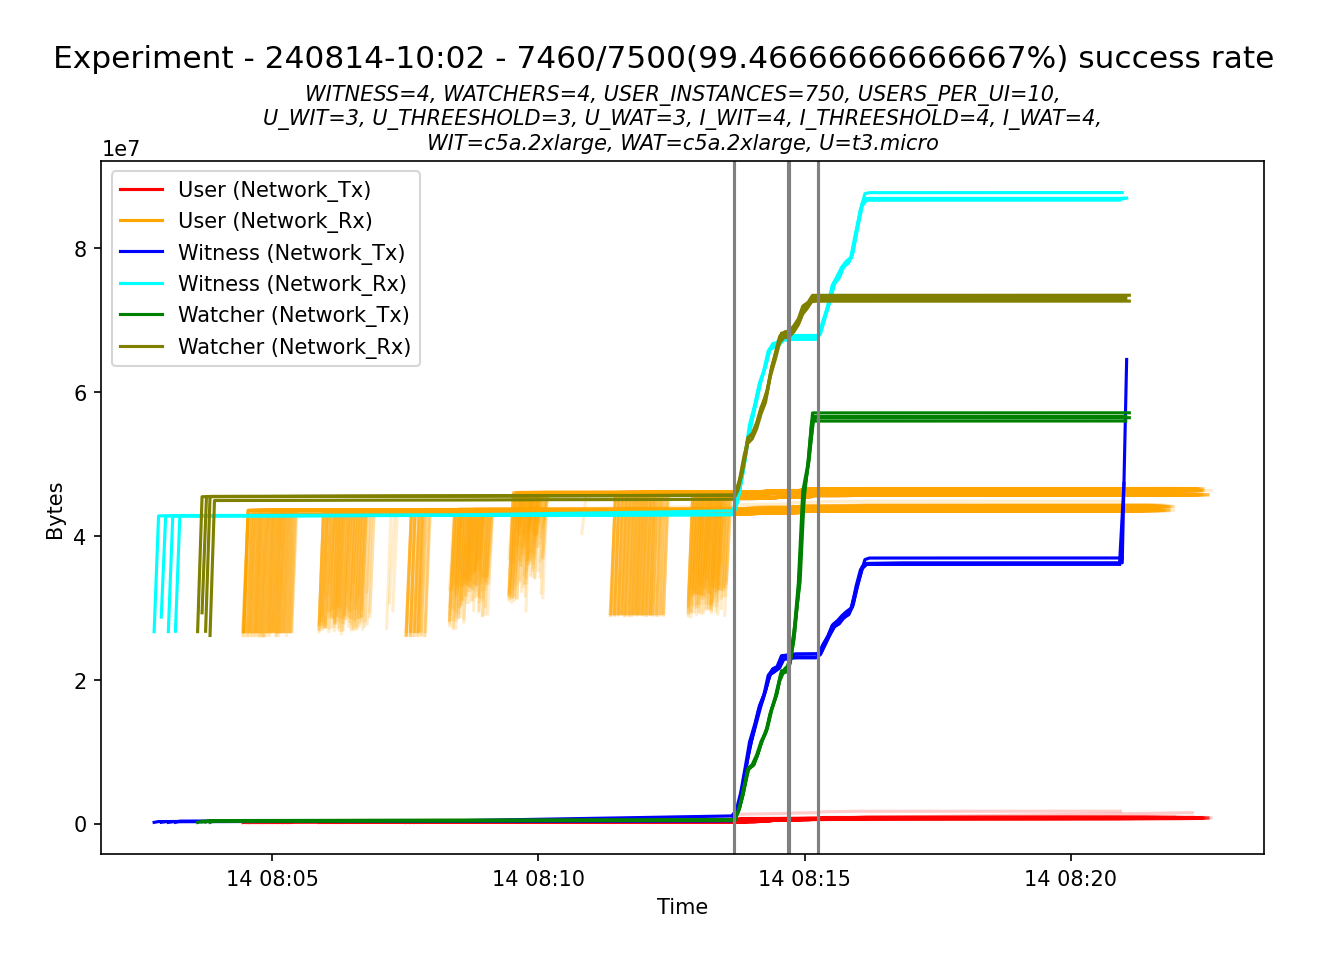 Experiment - 240814-10:02 - 7460/7500(99.46666666666667%) success rate
WITNESS=4, WATCHERS=4, USER_INSTANCES=750, USERS_PER_UI=10,
U_WIT=3, U_THREESHOLD=3, U_WAT=3, I_WIT=4, I_THREESHOLD=4, I_WAT=4,
WIT=c5a.2xlarge, WAT=c5a.2xlarge, U=t3.micro
1e7
User (Network_Tx)
User (Network_Rx)
Witness (Network_Tx)
Witness (Network_Rx)
Watcher (Network_Tx)
Watcher (Network_Rx)
8
6
4
2
0
Bytes
14 08:05
14 08:10
14 08:15
14 08:20
Time